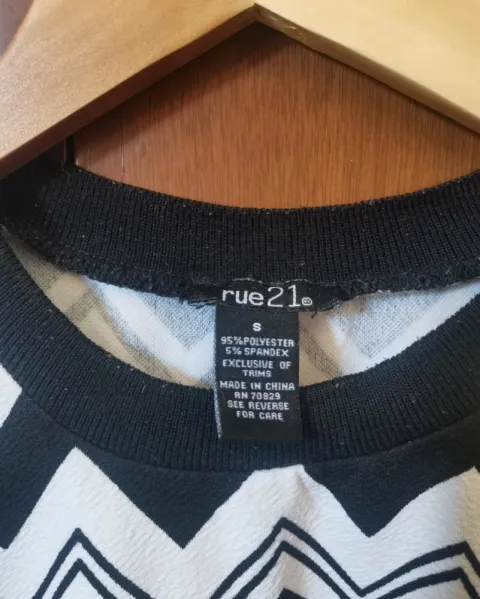 rue21®
S
95%POLYESTER
5% SPANDEX
EXCLUSIVE OF
TRIMS
MADE IN CHINA
RN 70829
SEE REVERSE
FOR CARE